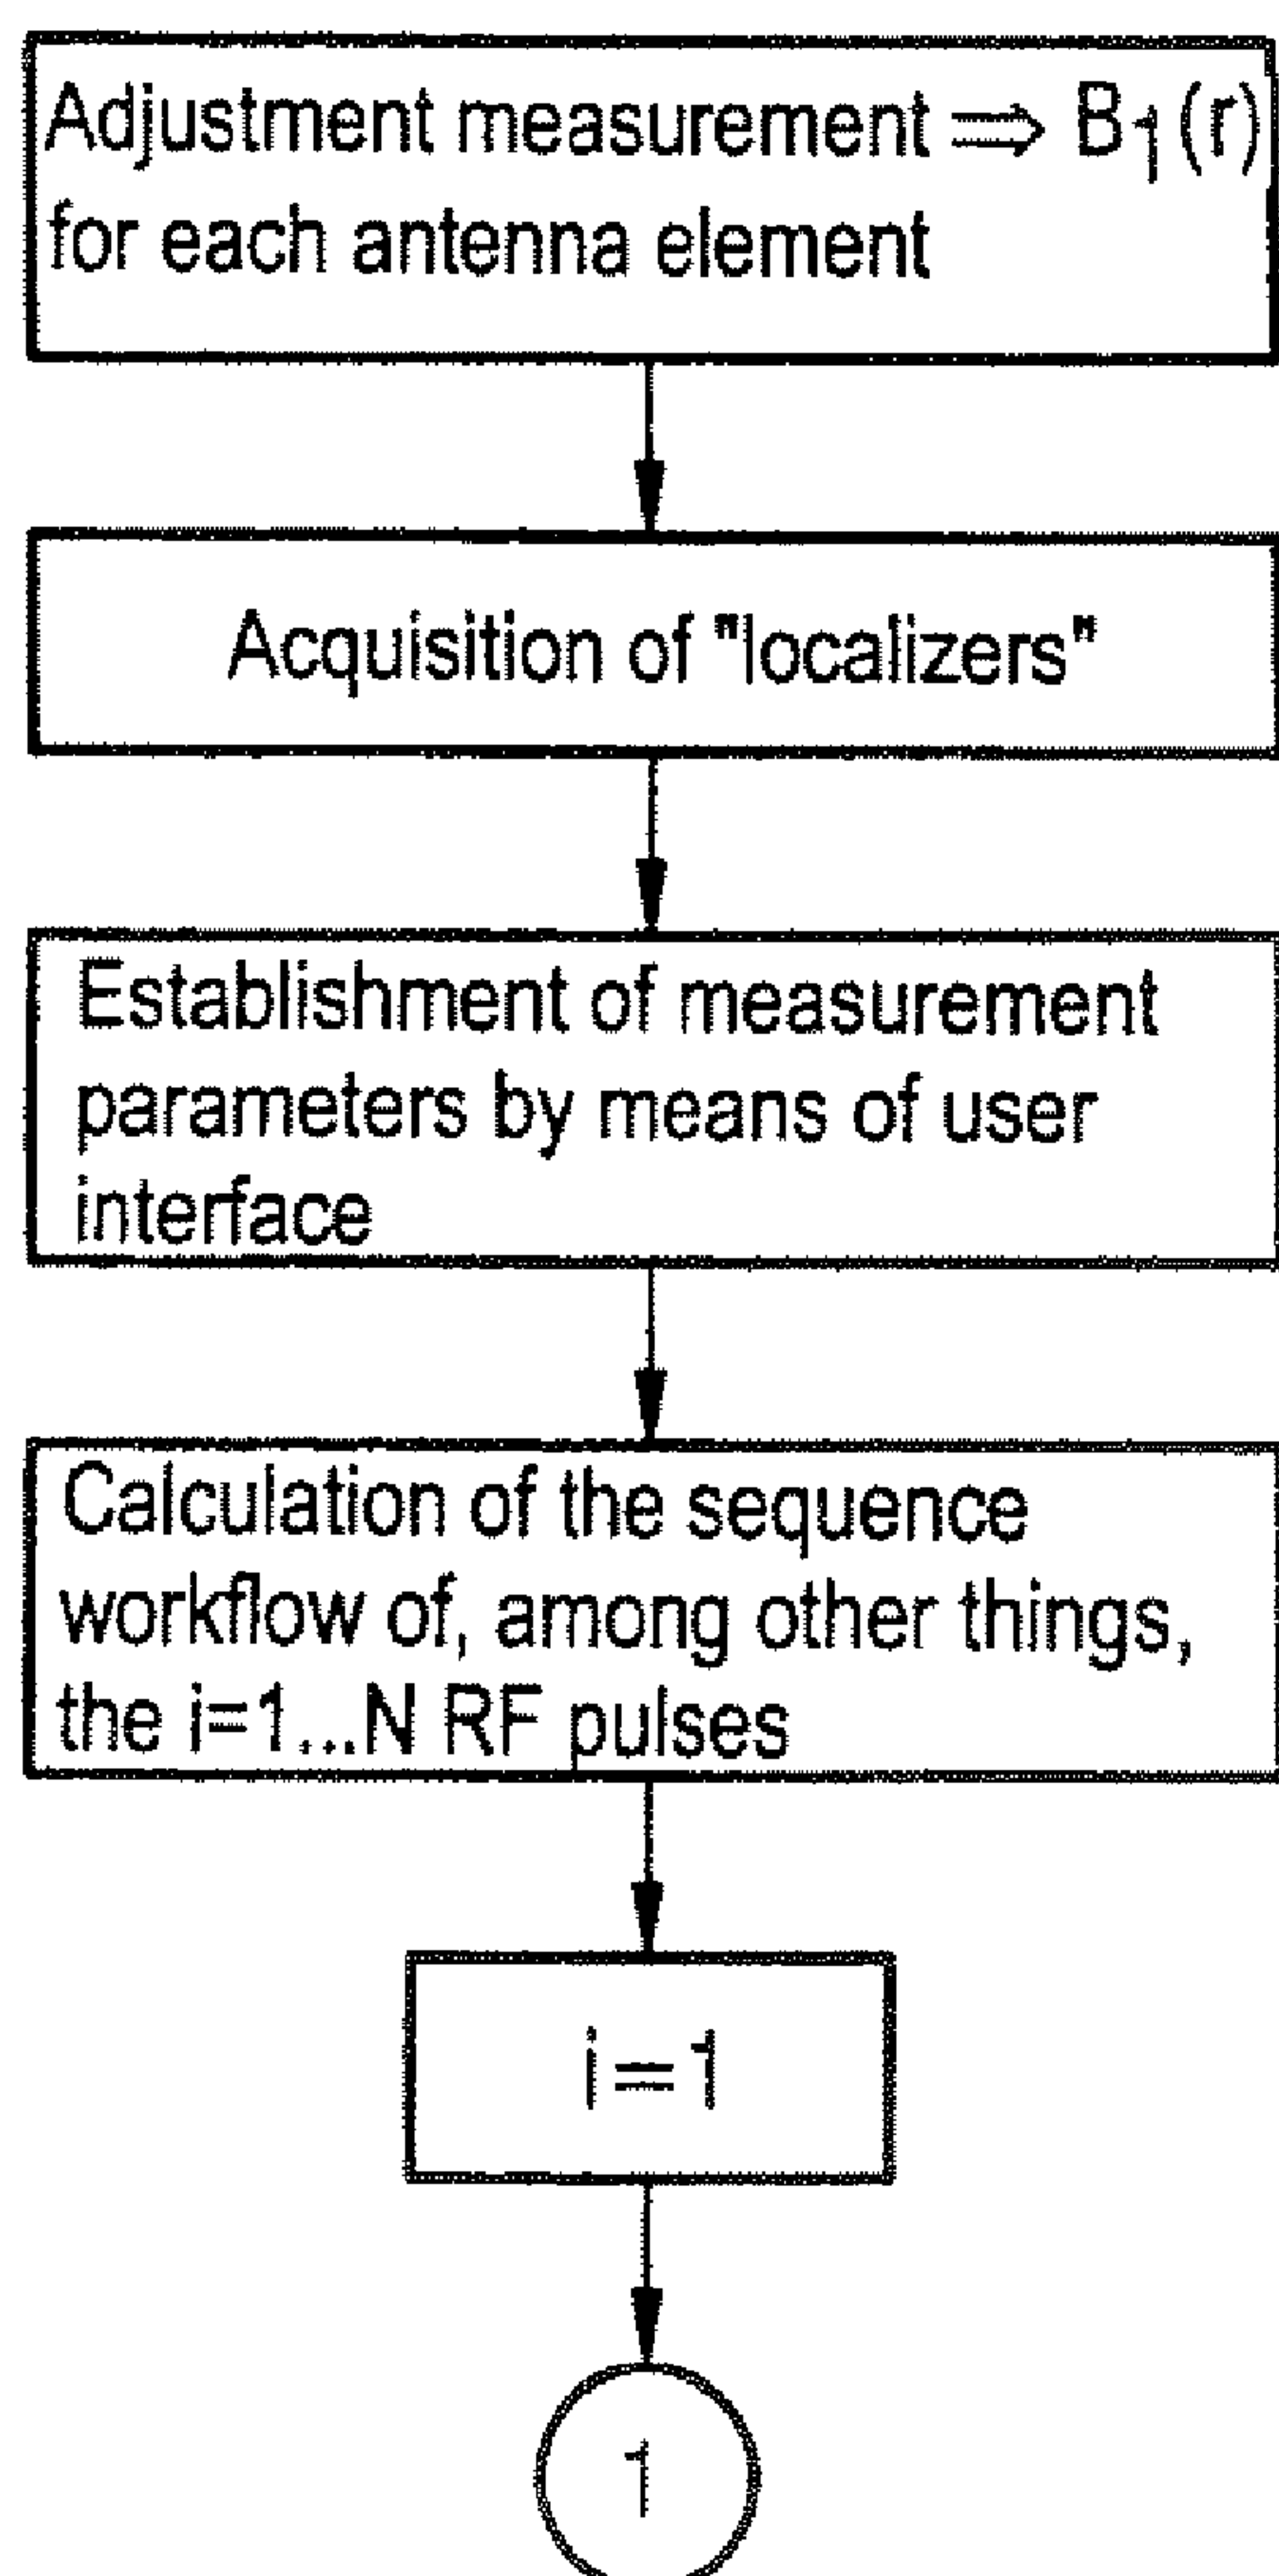 Adjustment measurement ⇒ B₁(r)
for each antenna element
Acquisition of "localizers"
Establishment of measurement
parameters by means of user
interface
Calculation of the sequence
workflow of, among other things,
the i=1...N RF pulses
i=1
1